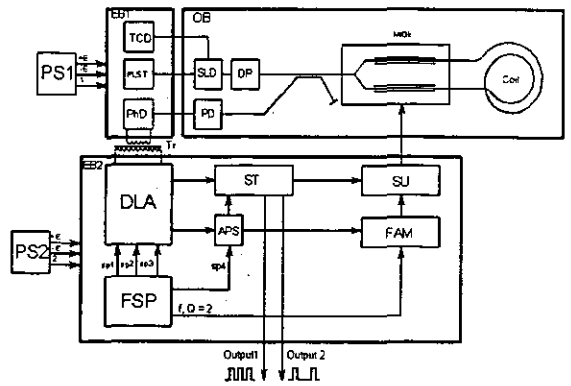 EB1
OB
TCD
PLST
SLD
DP
MIOE
Coil
PS1
+E
-E
PhD
PD
Tr
EB2
DLA
ST
SU
APS
FAM
PS2
+E
-E
sp1
sp2
sp3
sp4
FSP
f, Q = 2
Output1
Output 2